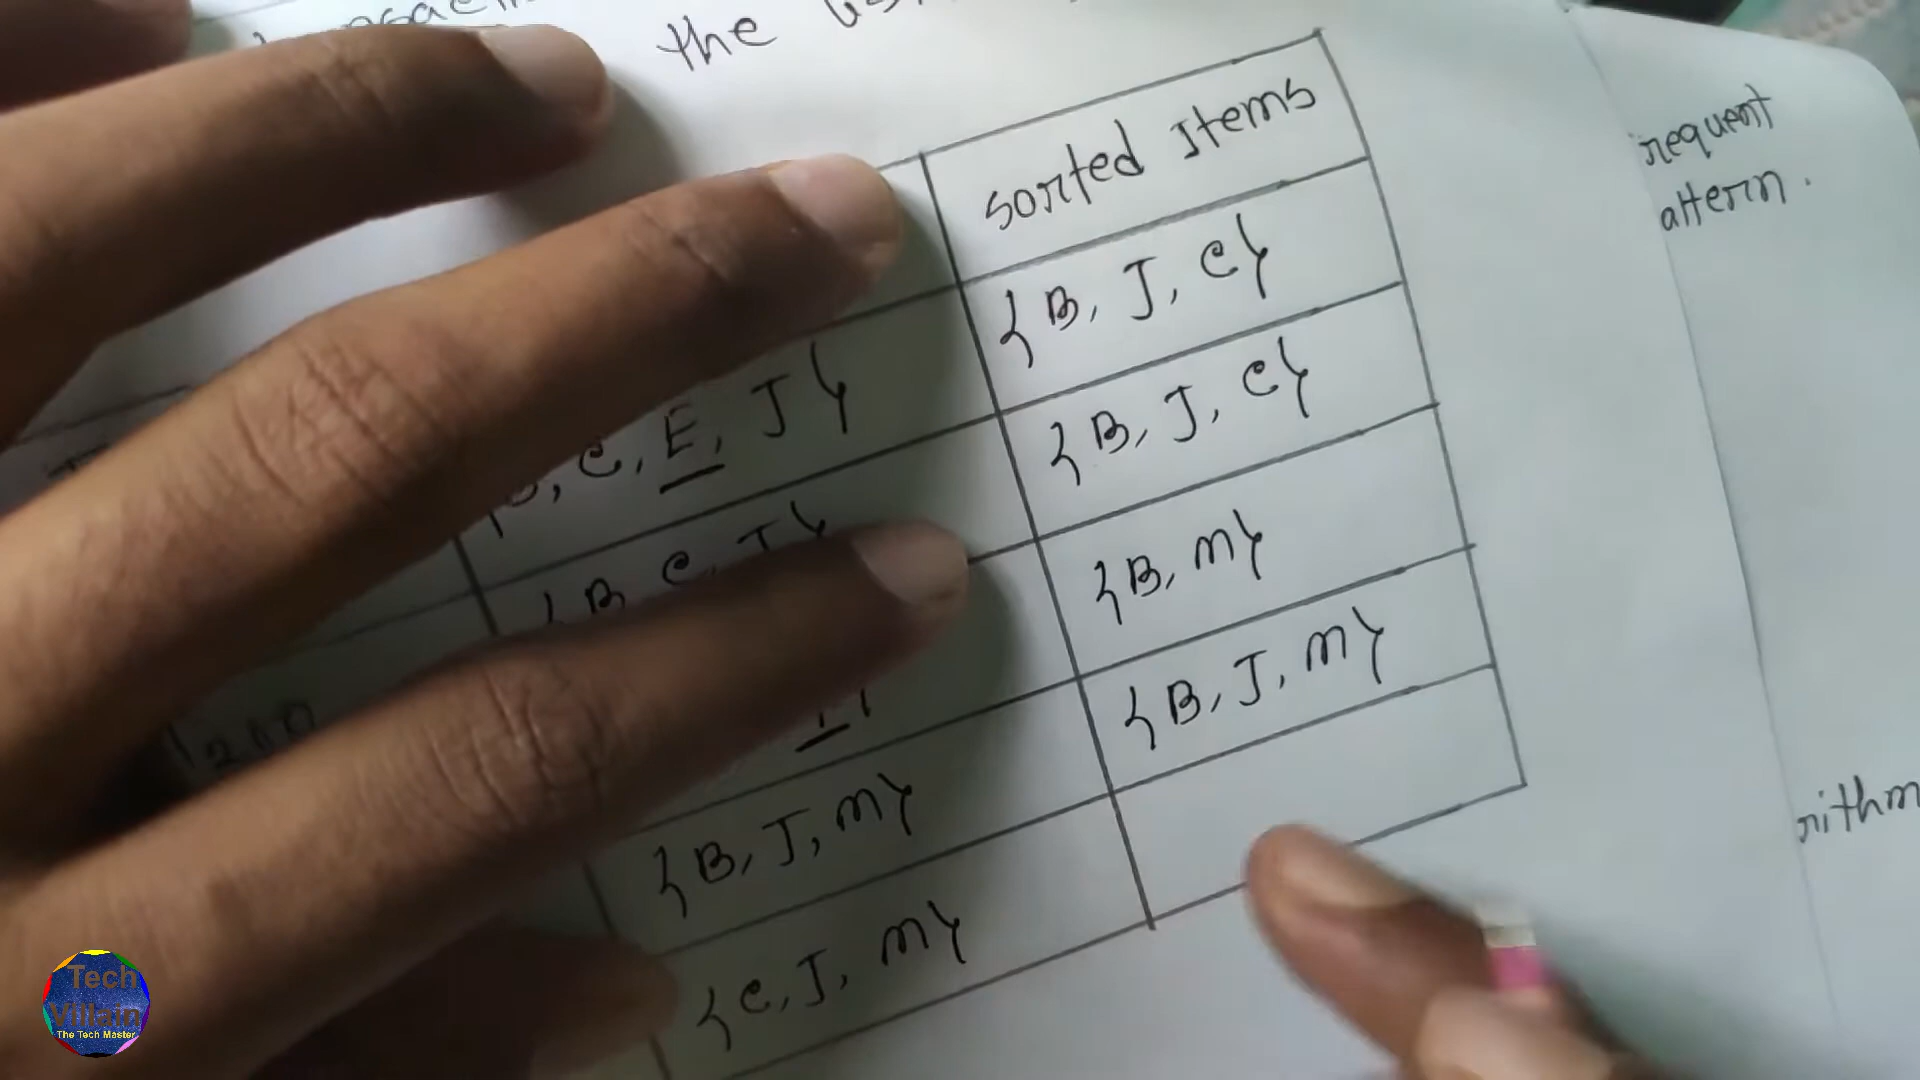 the
sorted Items
{B, J, C}
C, E, J}
{B, J, C}
{B, C, J}
{B, m}
{B, J, m}
{B, J, m}
{C, J, m}
requent
attern.
rithm
Tech
Villain
The Tech Master